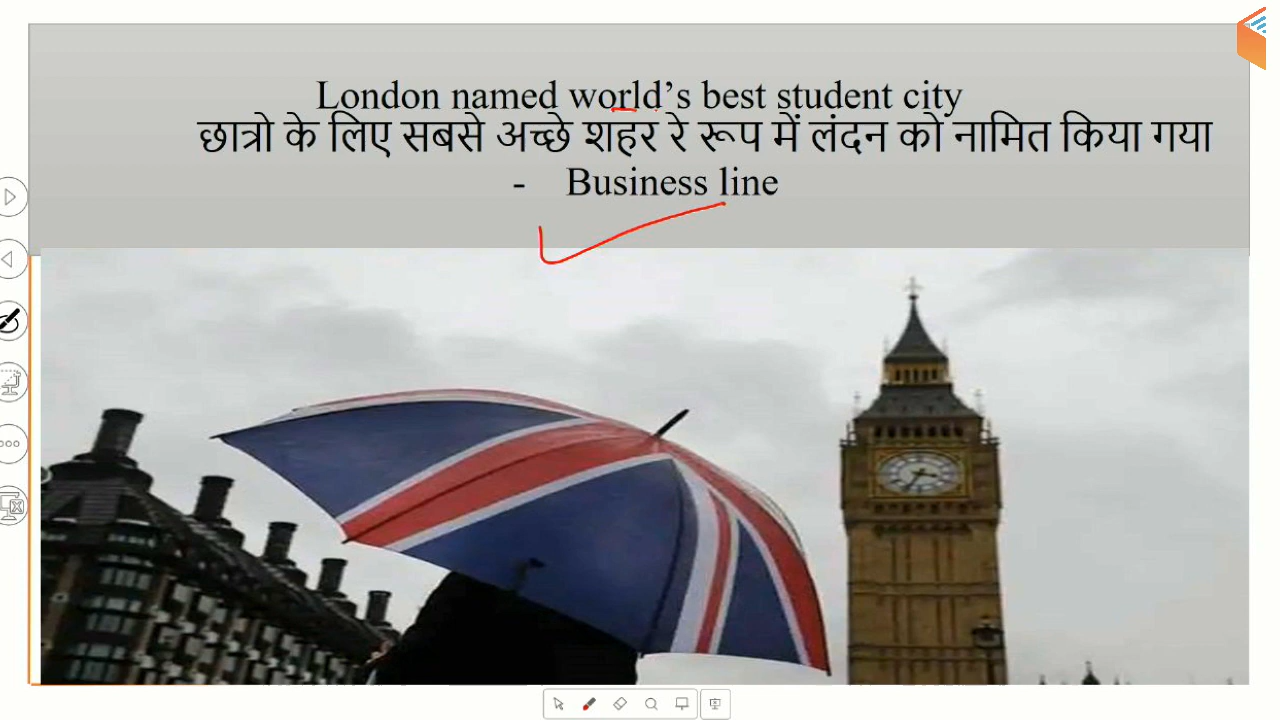 London named world’s best student city
छात्रो के लिए सबसे अच्छे शहर रे रूप में लंदन को नामित किया गया
- Business line